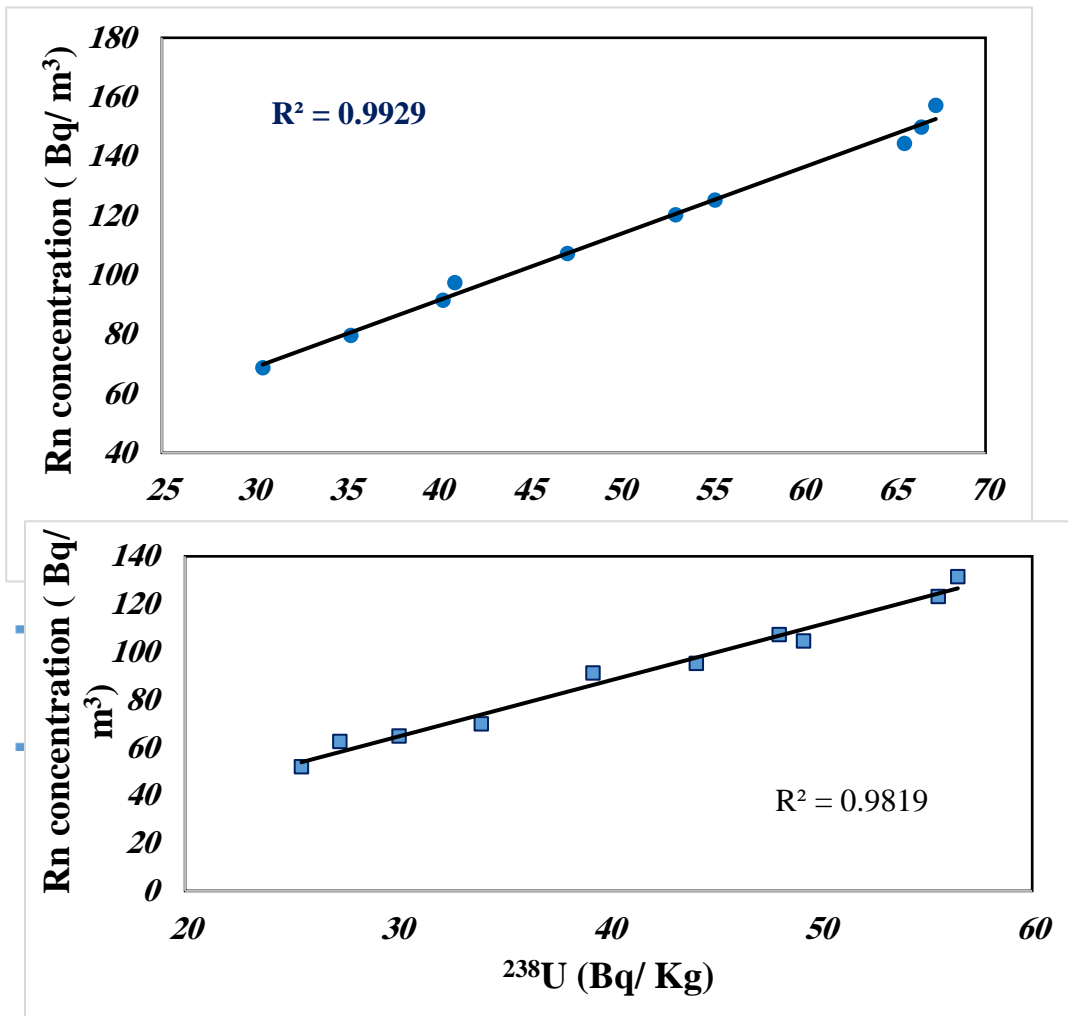 Rn concentration ( Bq/ m³)
180
160
140
120
100
80
60
40
R² = 0.9929
25 30 35 40 45 50 55 60 65 70
Rn concentration ( Bq/
m³)
140
120
100
80
60
40
20
0
R² = 0.9819
20 30 40 50 60
²³⁸U (Bq/ Kg)